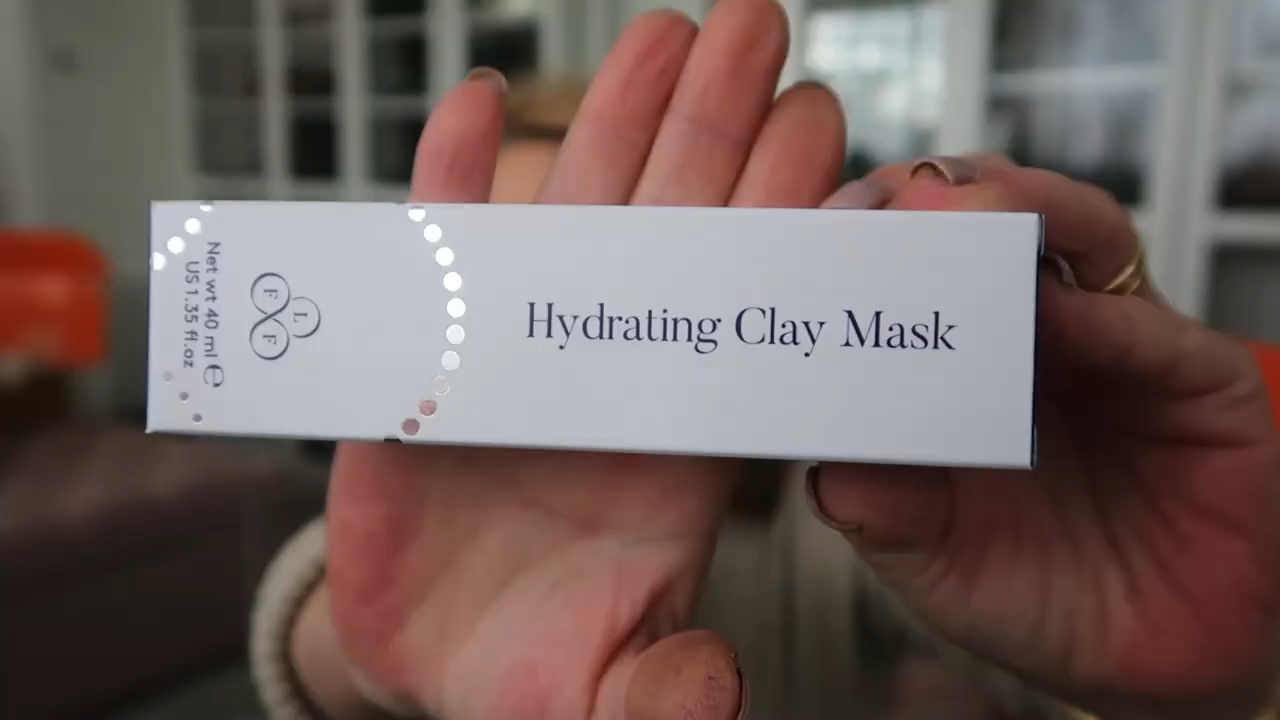 Hydrating Clay Mask
F
L
F
Net wt 40 ml ℮
US 1.35 fl.oz